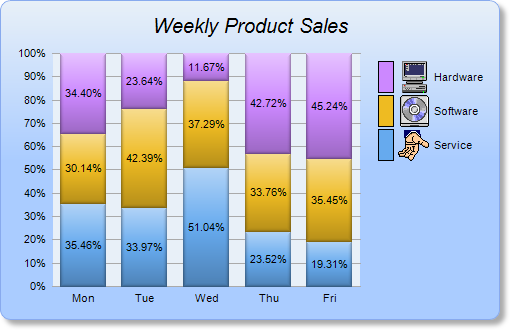 Weekly Product Sales
100%
90%
80%
70%
60%
50%
40%
30%
20%
10%
0%
34.40%
23.64%
11.67%
42.72%
45.24%
30.14%
42.39%
37.29%
33.76%
35.45%
35.46%
33.97%
51.04%
23.52%
19.31%
Mon
Tue
Wed
Thu
Fri
Hardware
Software
Service